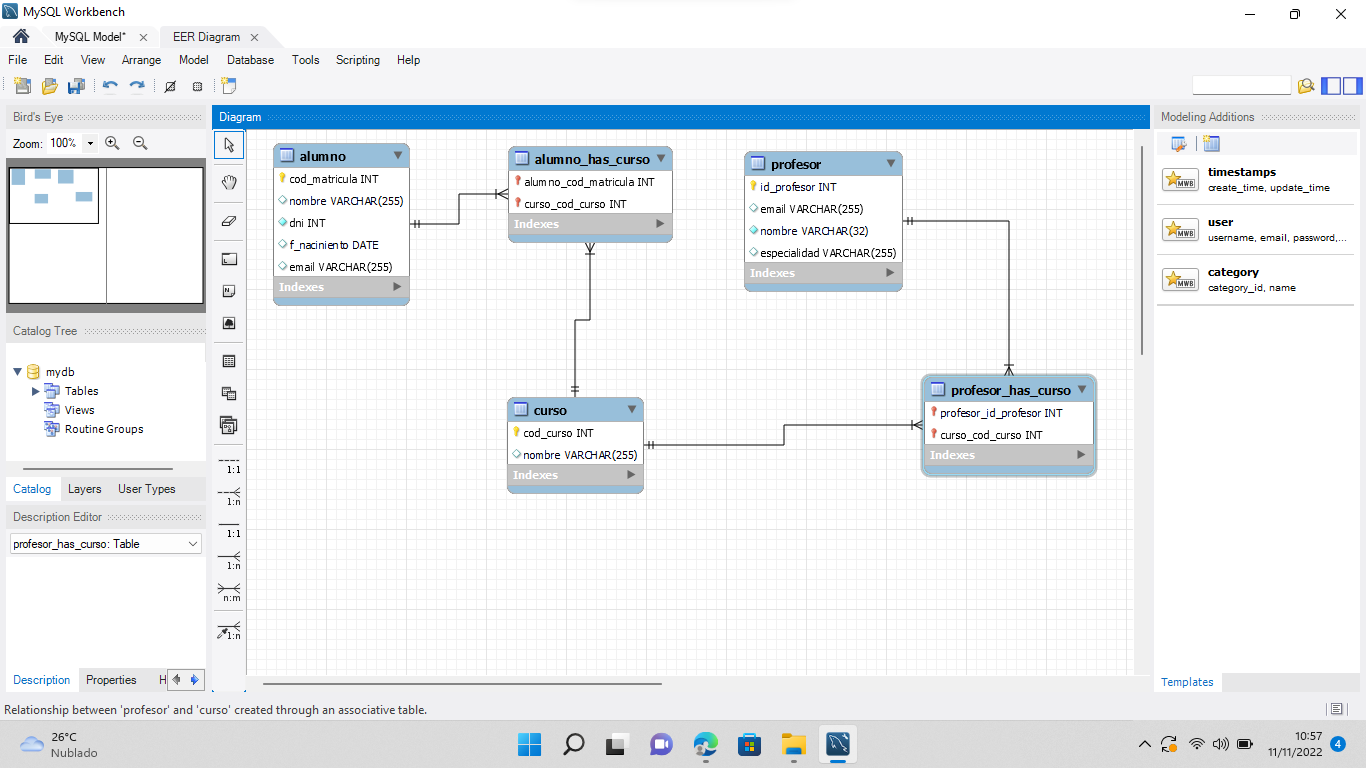 MySQL Workbench
MySQL Model*
EER Diagram
File Edit View Arrange Model Database Tools Scripting Help
Bird's Eye
Zoom: 100%
Diagram
Modeling Additions
alumno
cod_matricula INT
nombre VARCHAR(255)
dni INT
f_naciniento DATE
email VARCHAR(255)
Indexes
alumno_has_curso
alumno_cod_matricula INT
curso_cod_curso INT
Indexes
profesor
id_profesor INT
email VARCHAR(255)
nombre VARCHAR(32)
especialidad VARCHAR(255)
Indexes
curso
cod_curso INT
nombre VARCHAR(255)
Indexes
profesor_has_curso
profesor_id_profesor INT
curso_cod_curso INT
Indexes
MWB
timestamps
create_time, update_time
MWB
user
username, email, password,...
MWB
category
category_id, name
Templates
Catalog Tree
mydb
Tables
Views
Routine Groups
Catalog Layers User Types
Description Editor
profesor_has_curso: Table
Description Properties H
1:1
1:n
1:1
1:n
n:m
1:n
Relationship between 'profesor' and 'curso' created through an associative table.
26°C
Nublado
10:57
11/11/2022
4